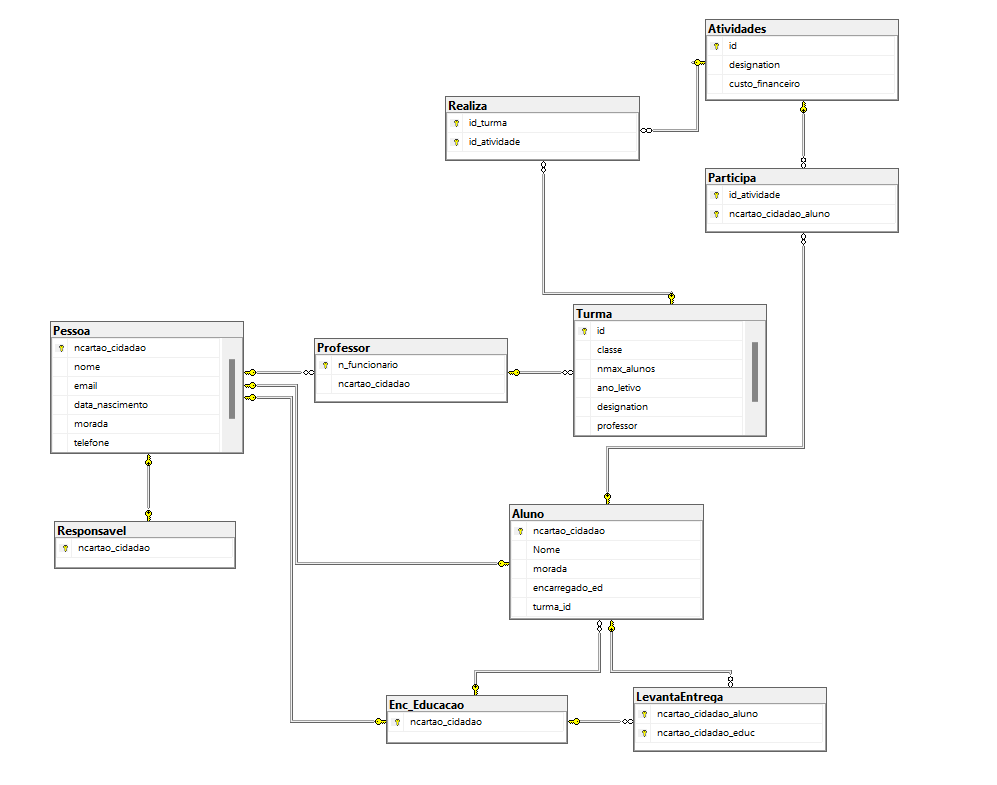 Atividades
id
designation
custo_financeiro
Realiza
id_turma
id_atividade
Participa
id_atividade
ncartao_cidadao_aluno
Pessoa
ncartao_cidadao
nome
email
data_nascimento
morada
telefone
Professor
n_funcionario
ncartao_cidadao
Turma
id
classe
nmax_alunos
ano_letivo
designation
professor
Responsavel
ncartao_cidadao
Aluno
ncartao_cidadao
Nome
morada
encarregado_ed
turma_id
Enc_Educacao
ncartao_cidadao
LevantaEntrega
ncartao_cidadao_aluno
ncartao_cidadao_educ